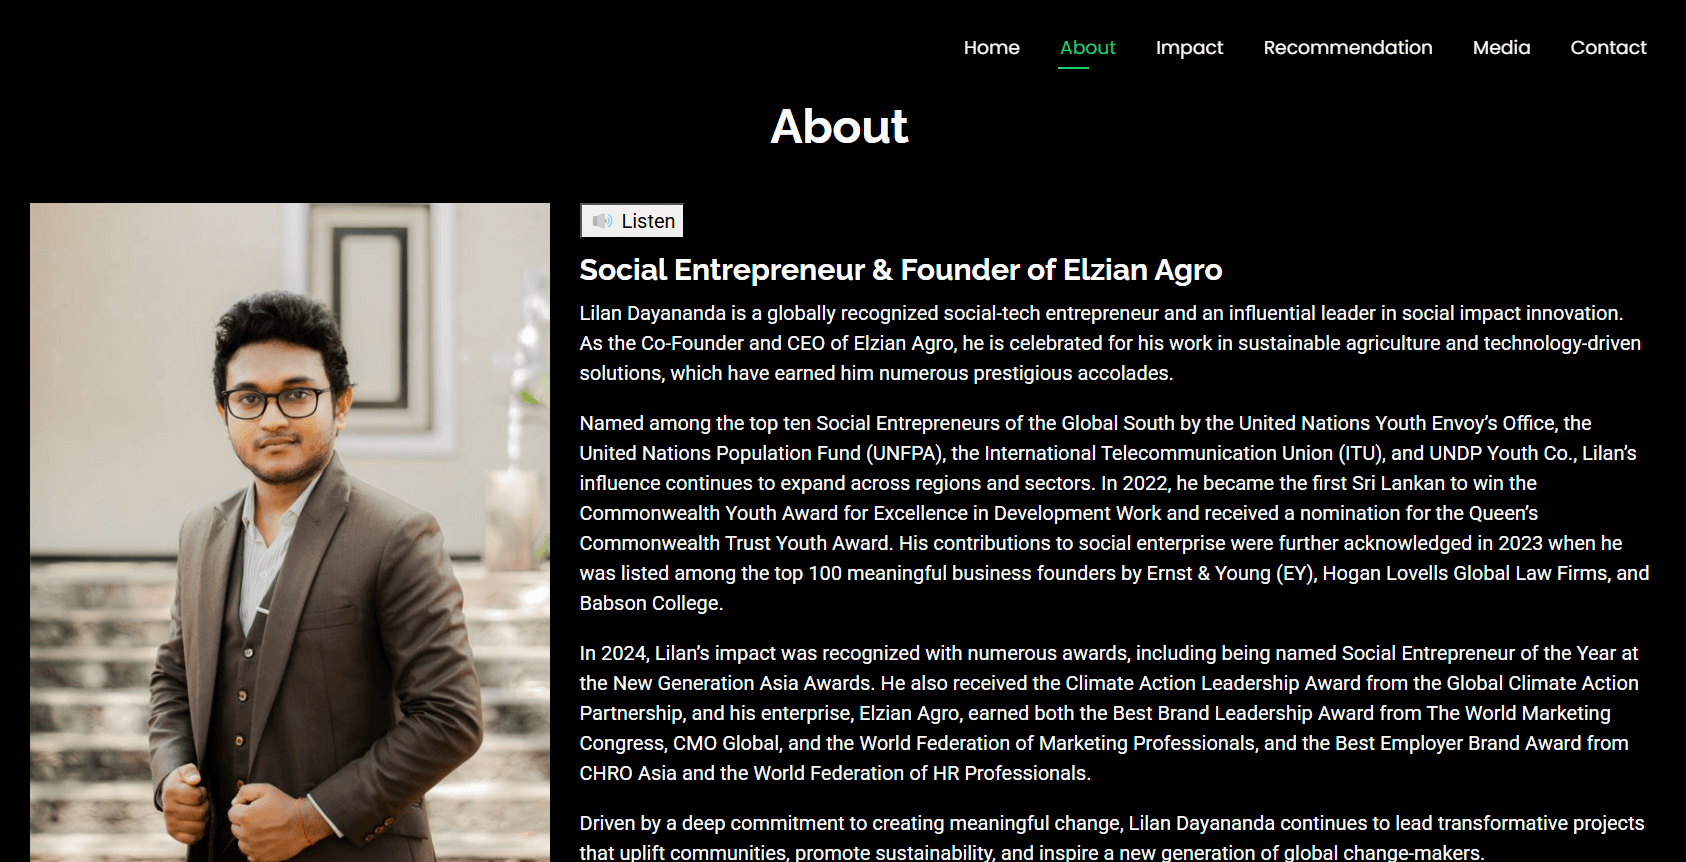 Home About Impact Recommendation Media Contact
About
🔊 Listen
Social Entrepreneur & Founder of Elzian Agro
Lilan Dayananda is a globally recognized social-tech entrepreneur and an influential leader in social impact innovation.
As the Co-Founder and CEO of Elzian Agro, he is celebrated for his work in sustainable agriculture and technology-driven
solutions, which have earned him numerous prestigious accolades.
Named among the top ten Social Entrepreneurs of the Global South by the United Nations Youth Envoy’s Office, the
United Nations Population Fund (UNFPA), the International Telecommunication Union (ITU), and UNDP Youth Co., Lilan’s
influence continues to expand across regions and sectors. In 2022, he became the first Sri Lankan to win the
Commonwealth Youth Award for Excellence in Development Work and received a nomination for the Queen’s
Commonwealth Trust Youth Award. His contributions to social enterprise were further acknowledged in 2023 when he
was listed among the top 100 meaningful business founders by Ernst & Young (EY), Hogan Lovells Global Law Firms, and
Babson College.
In 2024, Lilan’s impact was recognized with numerous awards, including being named Social Entrepreneur of the Year at
the New Generation Asia Awards. He also received the Climate Action Leadership Award from the Global Climate Action
Partnership, and his enterprise, Elzian Agro, earned both the Best Brand Leadership Award from The World Marketing
Congress, CMO Global, and the World Federation of Marketing Professionals, and the Best Employer Brand Award from
CHRO Asia and the World Federation of HR Professionals.
Driven by a deep commitment to creating meaningful change, Lilan Dayananda continues to lead transformative projects
that uplift communities, promote sustainability, and inspire a new generation of global change-makers.